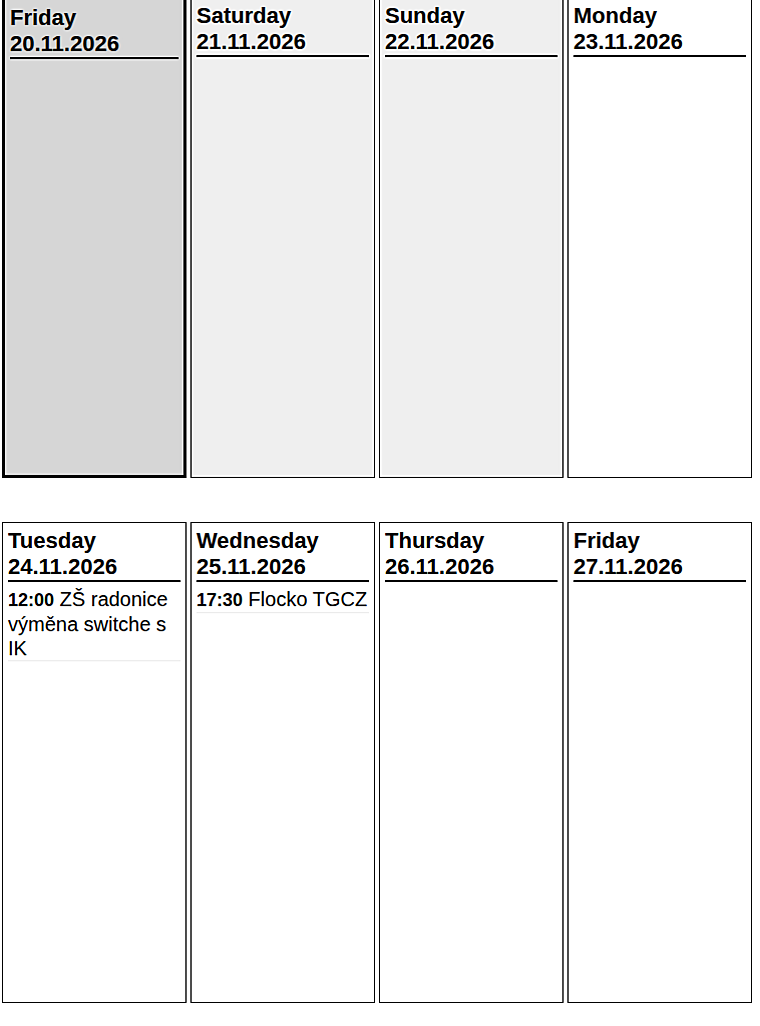 Friday
20.11.2026
Saturday
21.11.2026
Sunday
22.11.2026
Monday
23.11.2026
Tuesday
24.11.2026
12:00 ZŠ radonice
výměna switche s
IK
Wednesday
25.11.2026
17:30 Flocko TGCZ
Thursday
26.11.2026
Friday
27.11.2026